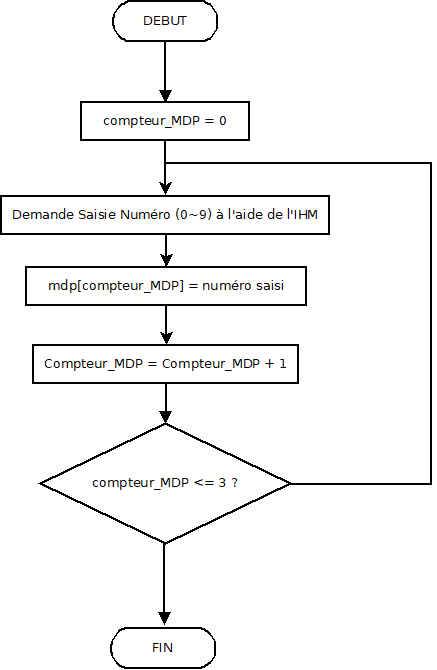 DEBUT
compteur_MDP = 0
Demande Saisie Numéro (0~9) à l'aide de l'IHM
mdp[compteur_MDP] = numéro saisi
Compteur_MDP = Compteur_MDP + 1
compteur_MDP <= 3 ?
FIN